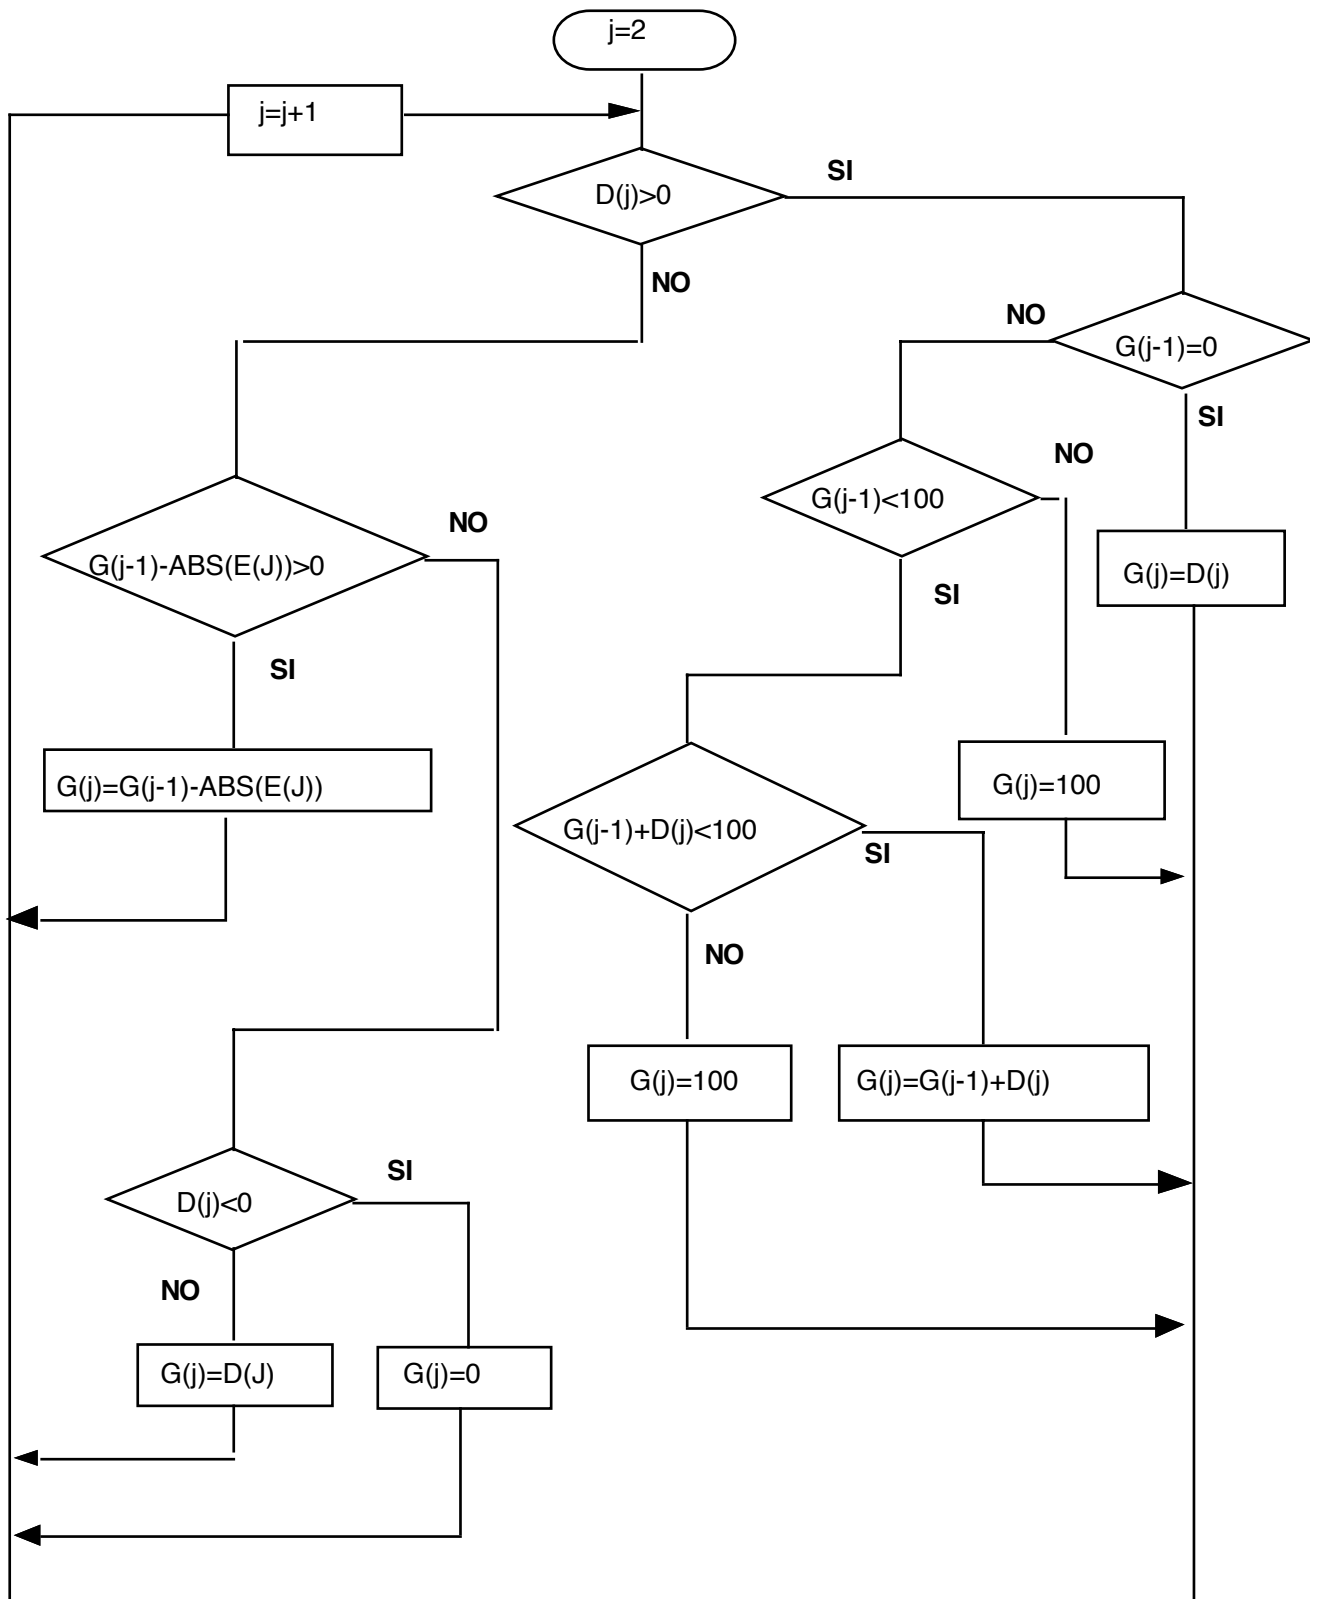 j=2
j=j+1
SI
D(j)>0
NO
NO
G(j-1)=0
SI
NO
G(j-1)<100
NO
G(j-1)-ABS(E(J))>0
G(j)=D(j)
SI
SI
G(j)=G(j-1)-ABS(E(J))
G(j)=100
G(j-1)+D(j)<100
SI
NO
G(j)=100
G(j)=G(j-1)+D(j)
SI
D(j)<0
NO
G(j)=D(J)
G(j)=0